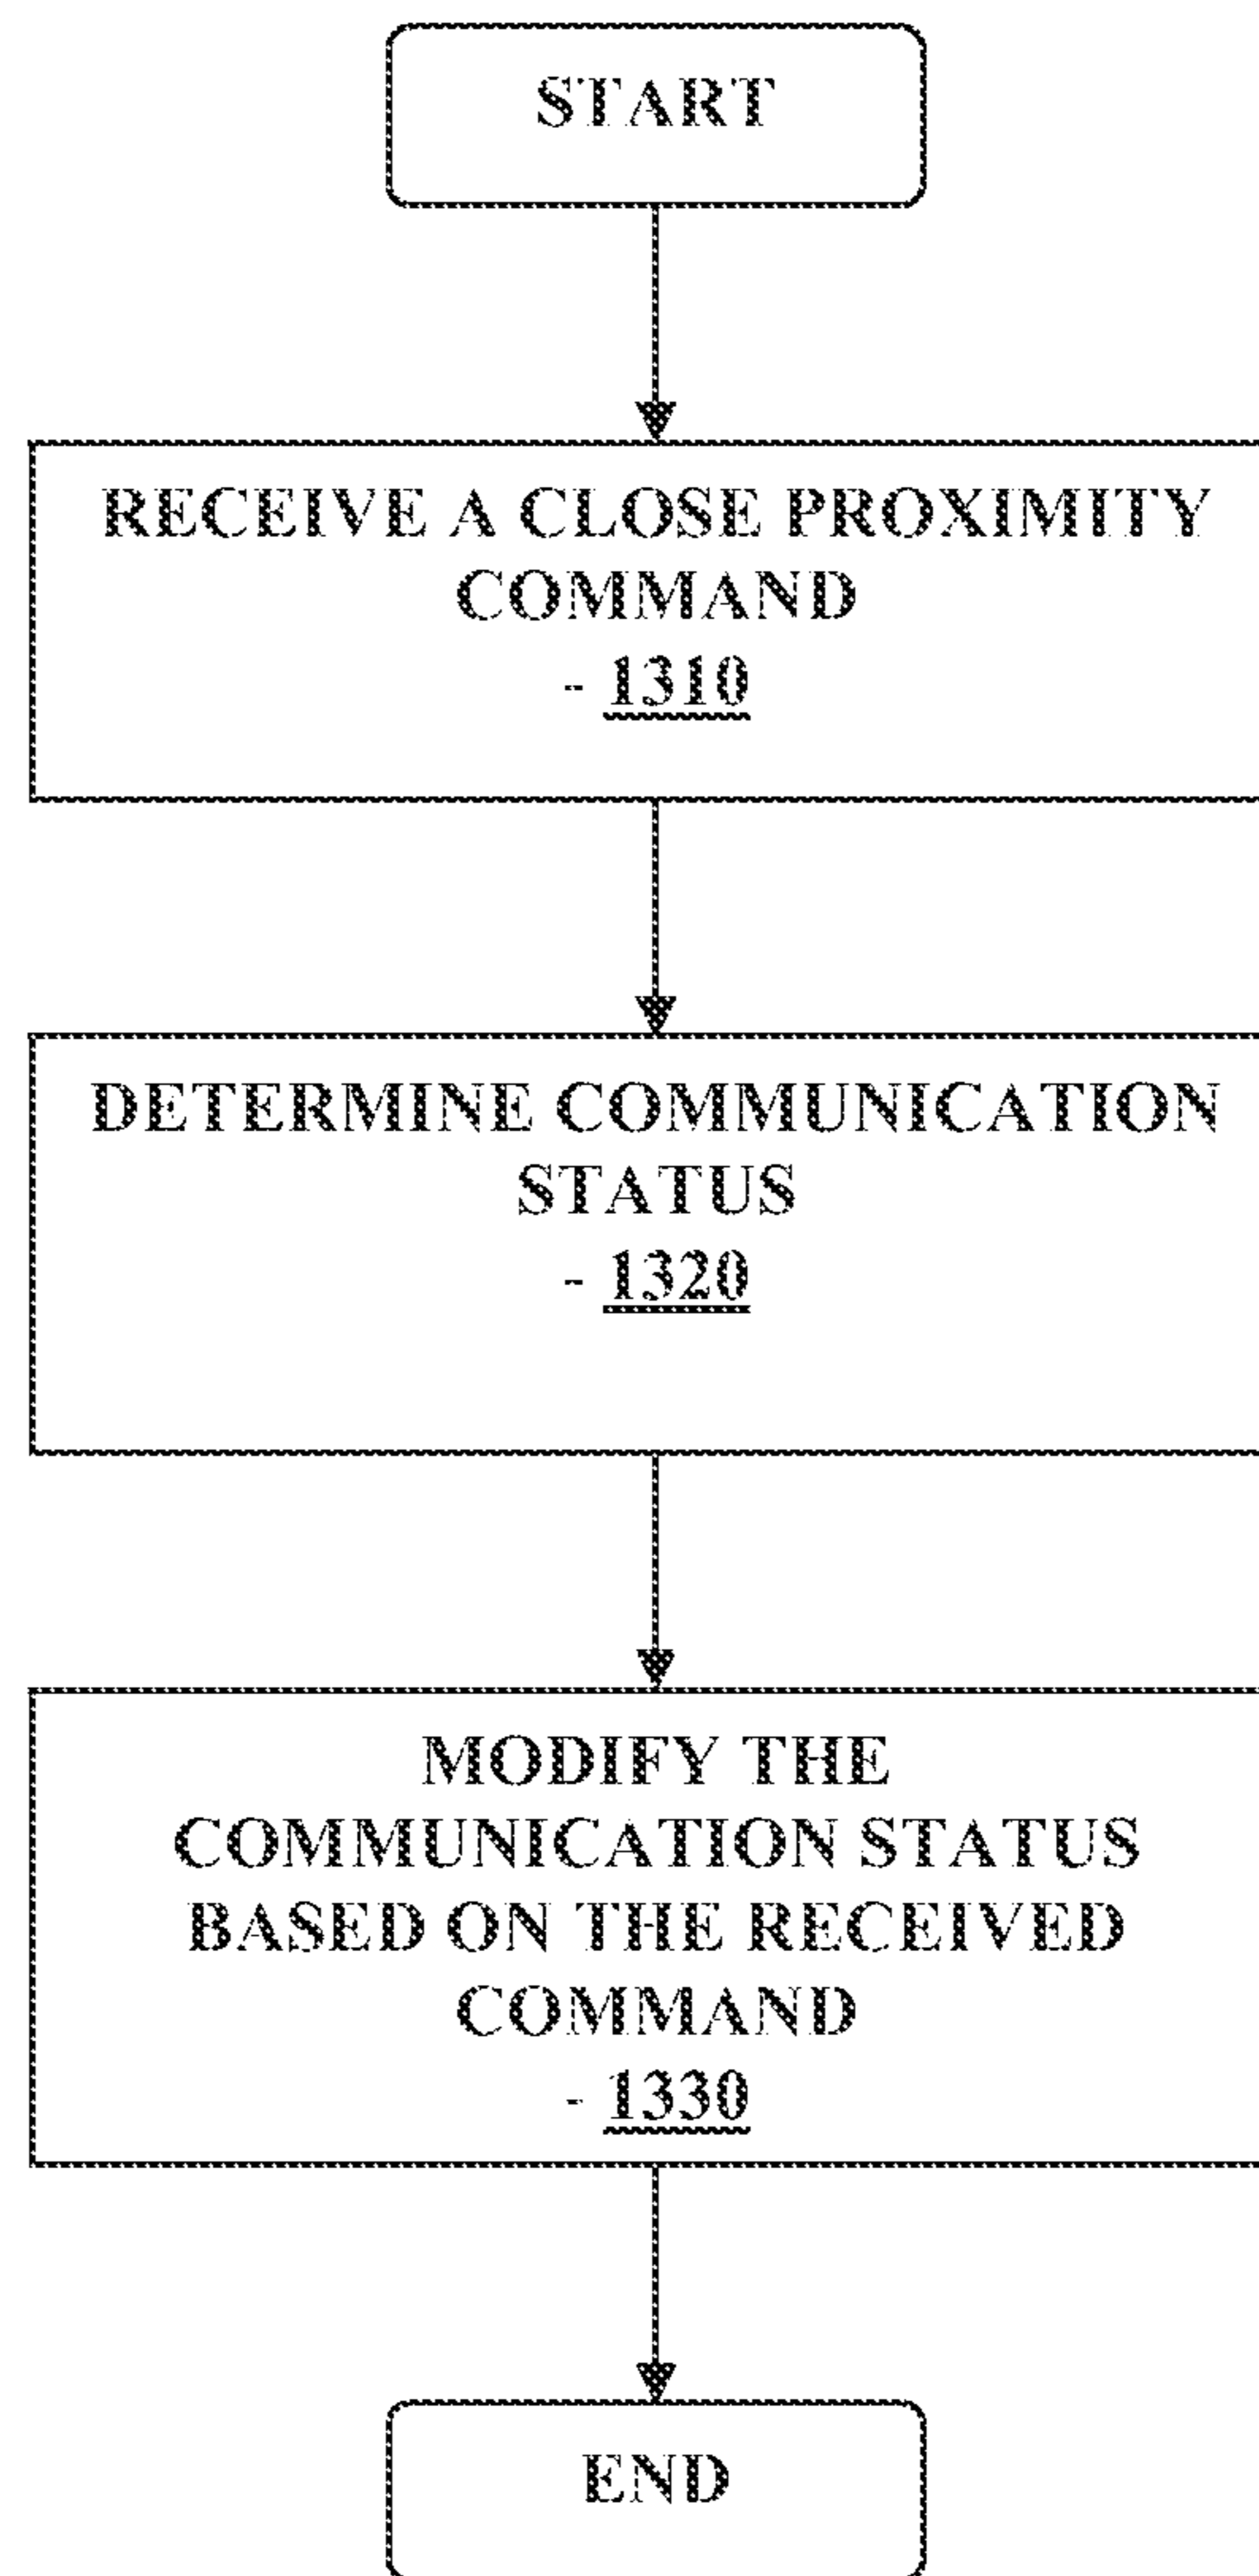 START
RECEIVE A CLOSE PROXIMITY
COMMAND
- 1310
DETERMINE COMMUNICATION
STATUS
- 1320
MODIFY THE
COMMUNICATION STATUS
BASED ON THE RECEIVED
COMMAND
- 1330
END